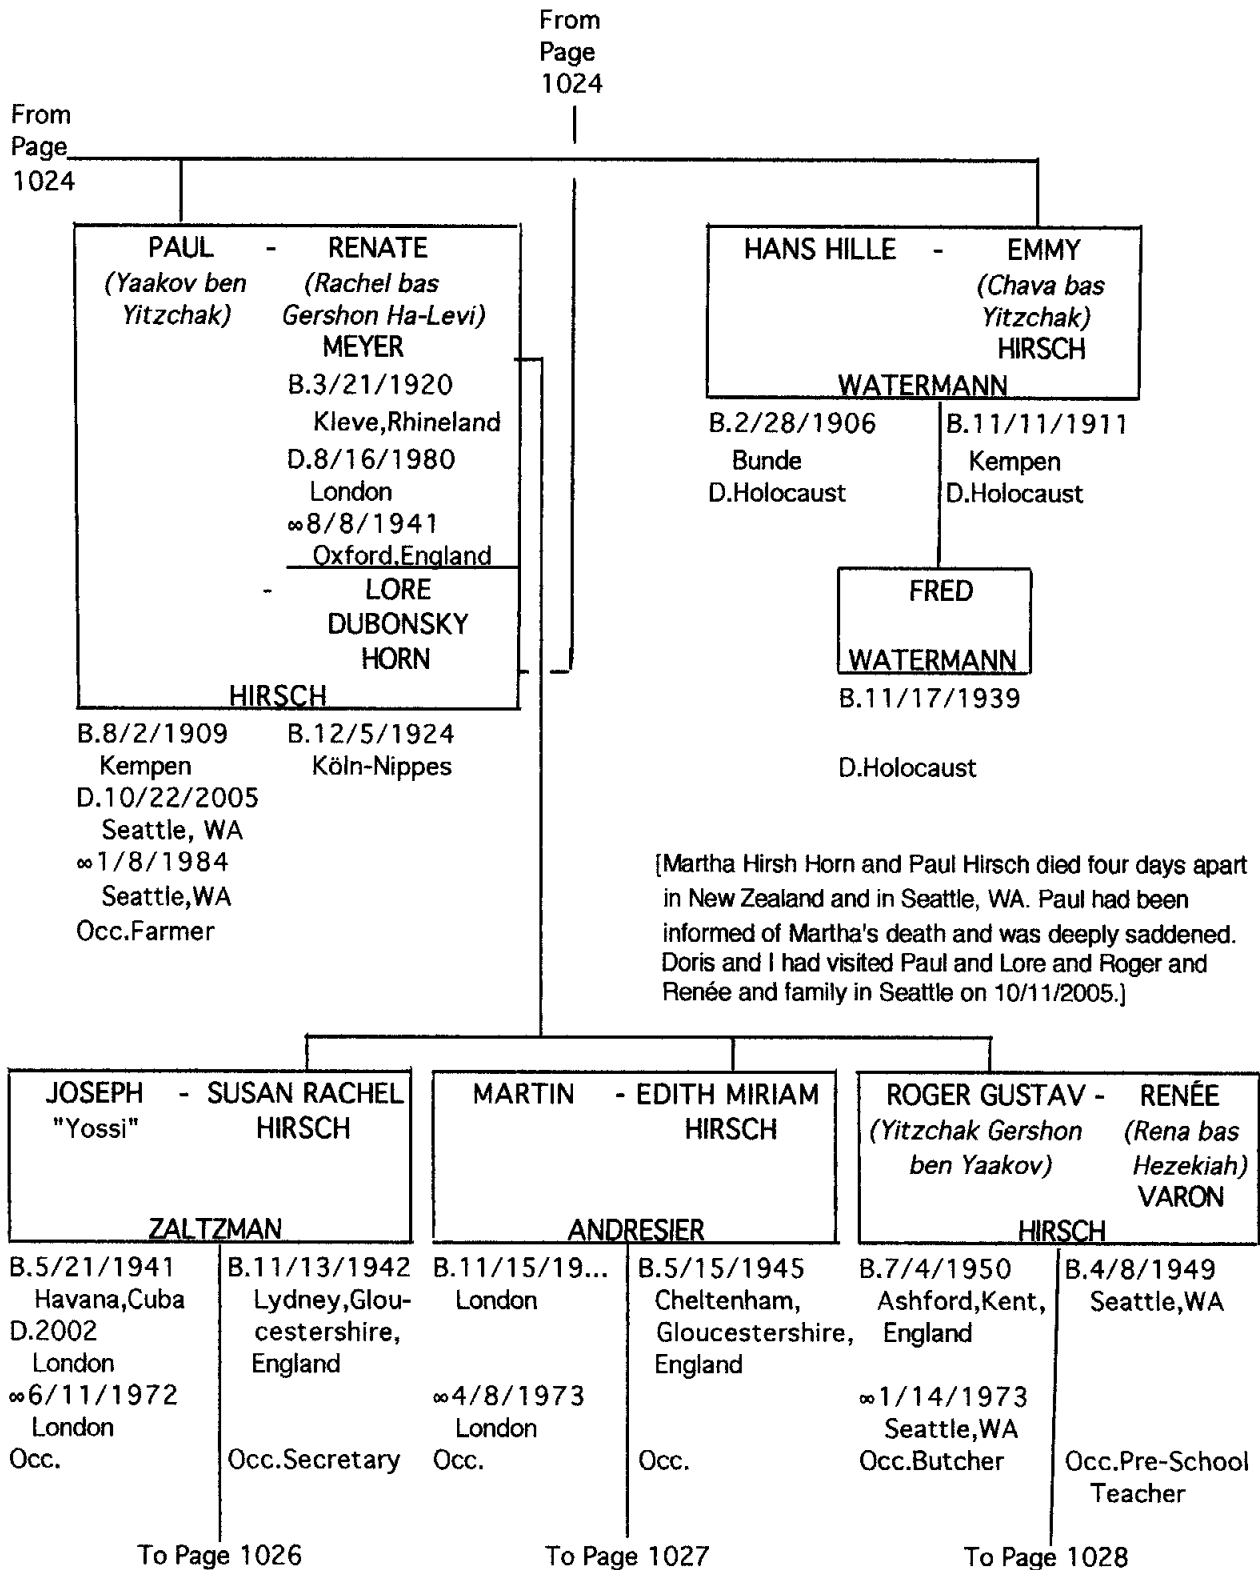 From
Page
1024
From
Page
1024
PAUL - RENATE
(Yaakov ben (Rachel bas
Yitzchak) Gershon Ha-Levi)
MEYER
B.3/21/1920
Kleve,Rhineland
D.8/16/1980
London
∞8/8/1941
Oxford,England
- LORE
DUBONSKY
HORN
HIRSCH
B.8/2/1909 B.12/5/1924
Kempen Köln-Nippes
D.10/22/2005
Seattle, WA
∞1/8/1984
Seattle,WA
Occ.Farmer
HANS HILLE - EMMY
(Chava bas
Yitzchak)
HIRSCH
WATERMANN
B.2/28/1906 B.11/11/1911
Bunde Kempen
D.Holocaust D.Holocaust
FRED
WATERMANN
B.11/17/1939
D.Holocaust
[Martha Hirsh Horn and Paul Hirsch died four days apart
in New Zealand and in Seattle, WA. Paul had been
informed of Martha's death and was deeply saddened.
Doris and I had visited Paul and Lore and Roger and
Renée and family in Seattle on 10/11/2005.]
JOSEPH - SUSAN RACHEL
"Yossi" HIRSCH
ZALTZMAN
B.5/21/1941 B.11/13/1942
Havana,Cuba Lydney,Glou-
D.2002 cestershire,
London England
∞6/11/1972
London
Occ. Occ.Secretary
To Page 1026
MARTIN - EDITH MIRIAM
HIRSCH
ANDRESIER
B.11/15/19... B.5/15/1945
London Cheltenham,
Gloucestershire,
England
∞4/8/1973
London
Occ. Occ.
To Page 1027
ROGER GUSTAV - RENÉE
(Yitzchak Gershon (Rena bas
ben Yaakov) Hezekiah)
VARON
HIRSCH
B.7/4/1950 B.4/8/1949
Ashford,Kent, Seattle,WA
England
∞1/14/1973
Seattle,WA
Occ.Butcher Occ.Pre-School
Teacher
To Page 1028